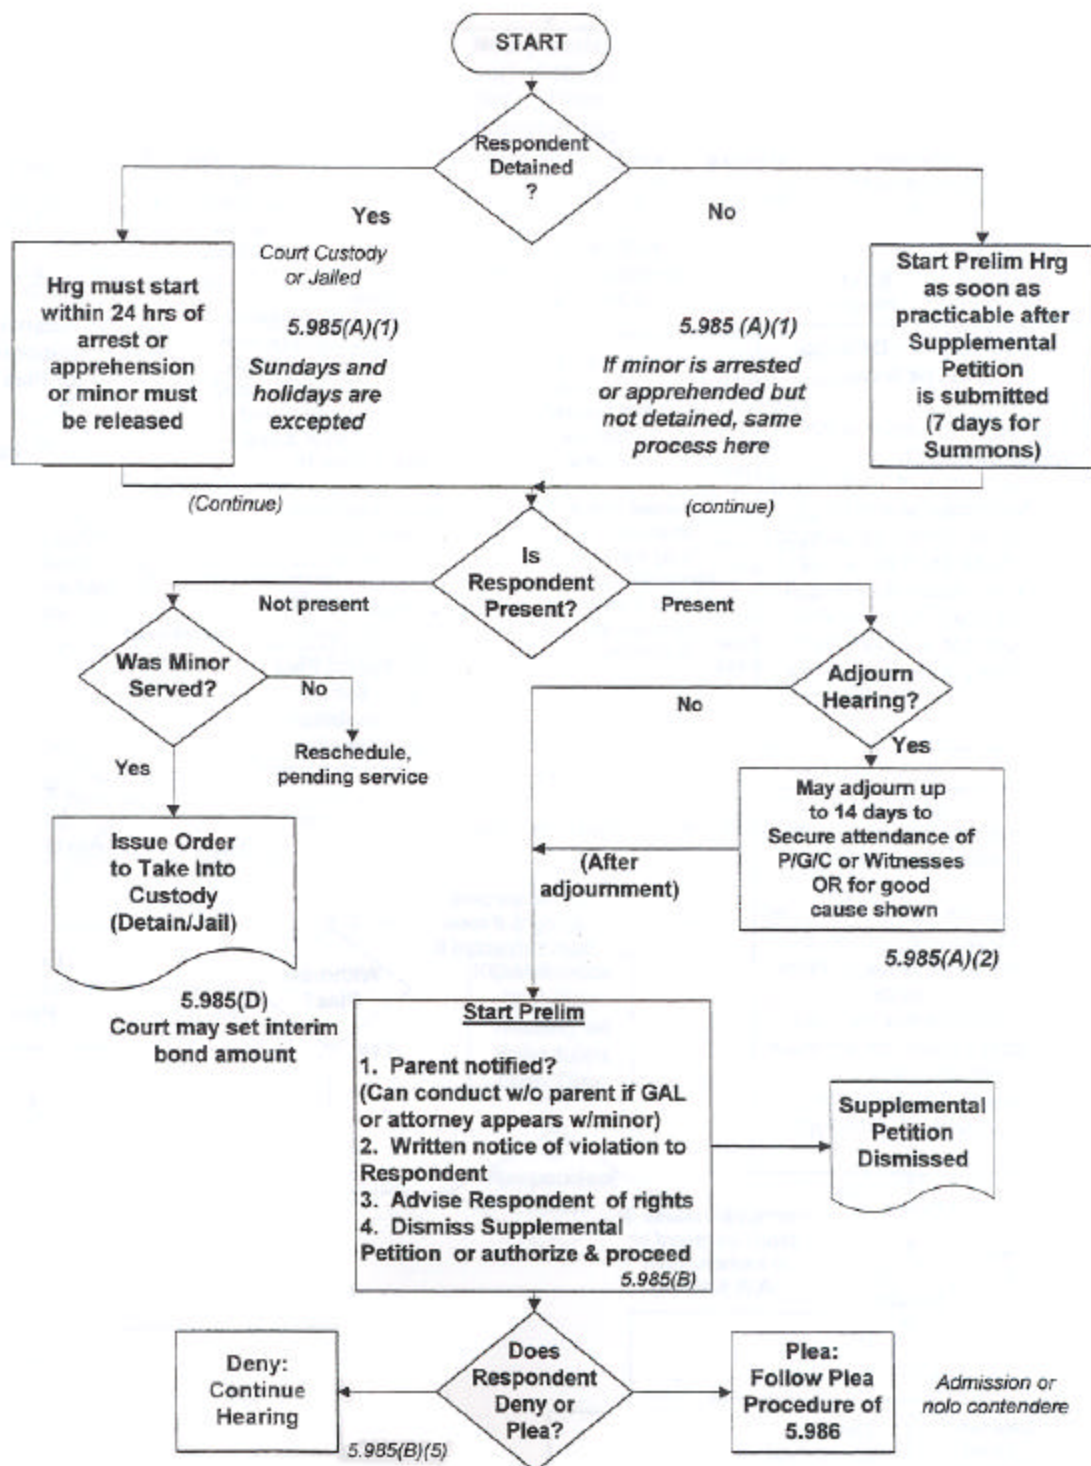 START
Respondent
Detained
?
Yes
No
Court Custody
or Jailed
5.985(A)(1)
Sundays and
holidays are
excepted
Hrg must start
within 24 hrs of
arrest or
apprehension
or minor must
be released
5.985 (A)(1)
If minor is arrested
or apprehended but
not detained, same
process here
Start Prelim Hrg
as soon as
practicable after
Supplemental
Petition
is submitted
(7 days for
Summons)
(Continue)
(continue)
Is
Respondent
Present?
Not present
Present
Was Minor
Served?
No
Reschedule,
pending service
Yes
Adjourn
Hearing?
No
Yes
Issue Order
to Take Into
Custody
(Detain/Jail)
5.985(D)
Court may set interim
bond amount
May adjourn up
to 14 days to
Secure attendance of
P/G/C or Witnesses
OR for good
cause shown
(After
adjournment)
5.985(A)(2)
Start Prelim
1. Parent notified?
(Can conduct w/o parent if GAL
or attorney appears w/minor)
2. Written notice of violation to
Respondent
3. Advise Respondent of rights
4. Dismiss Supplemental
Petition or authorize & proceed
5.985(B)
Supplemental
Petition
Dismissed
Does
Respondent
Deny or
Plea?
Deny:
Continue
Hearing
5.985(B)(5)
Plea:
Follow Plea
Procedure of
5.986
Admission or
nolo contendere